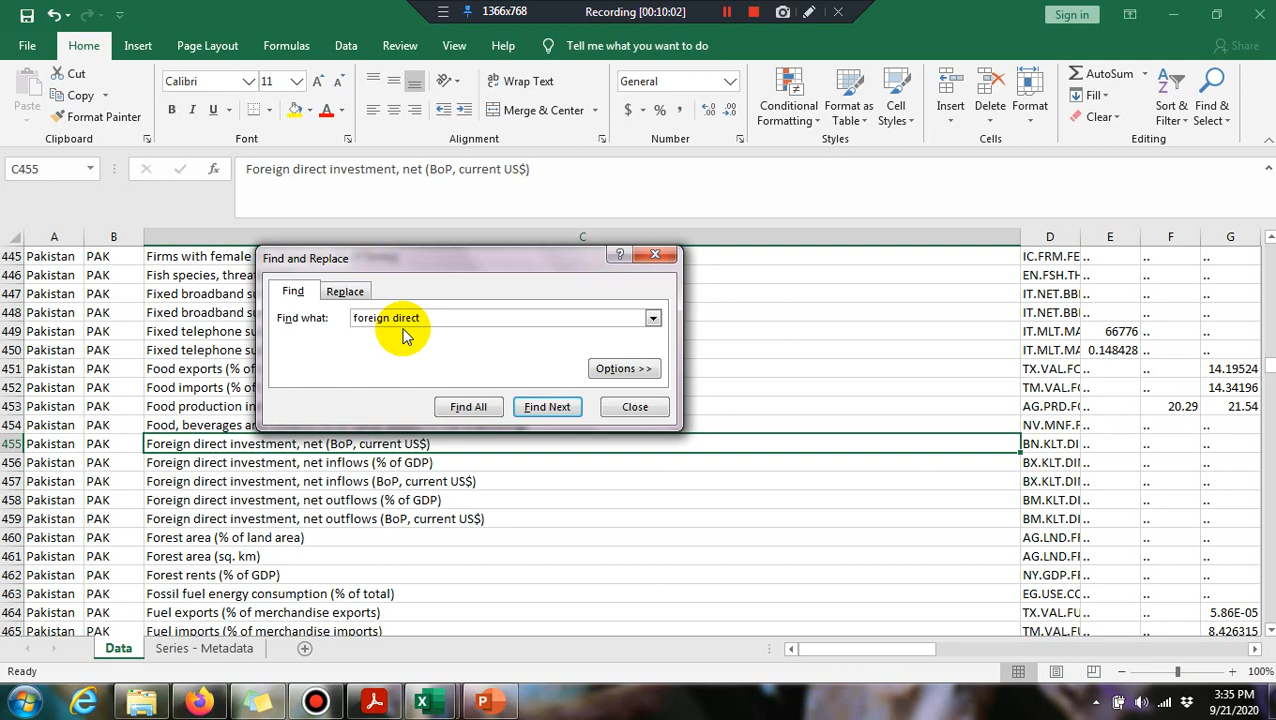 1366x768 Recording [00:10:02]
Sign in
File Home Insert Page Layout Formulas Data Review View Help Tell me what you want to do Share
Paste Cut Copy Format Painter Clipboard
Calibri 11 B I U A Font
Wrap Text Merge & Center Alignment
General $ % , Number
Conditional Formatting Format as Table Cell Styles Styles
Insert Delete Format Cells
AutoSum Fill Clear Sort & Filter Find & Select Editing
C455 fx Foreign direct investment, net (BoP, current US$)
A B C D E F G
445 Pakistan PAK Firms with female IC.FRM.FE .. .. ..
446 Pakistan PAK Fish species, threat EN.FSH.TH .. .. ..
447 Pakistan PAK Fixed broadband su IT.NET.BB .. .. ..
448 Pakistan PAK Fixed broadband su IT.NET.BB .. .. ..
449 Pakistan PAK Fixed telephone su IT.MLT.MA 66776 .. ..
450 Pakistan PAK Fixed telephone su IT.MLT.MA 0.148428 .. ..
451 Pakistan PAK Food exports (% of TX.VAL.FO .. .. 14.19524
452 Pakistan PAK Food imports (% of TM.VAL.FO .. .. 14.34196
453 Pakistan PAK Food production in AG.PRD.FO .. 20.29 21.54
454 Pakistan PAK Food, beverages an NV.MNF.F .. .. ..
455 Pakistan PAK Foreign direct investment, net (BoP, current US$) BN.KLT.DI .. .. ..
456 Pakistan PAK Foreign direct investment, net inflows (% of GDP) BX.KLT.DI .. .. ..
457 Pakistan PAK Foreign direct investment, net inflows (BoP, current US$) BX.KLT.DI .. .. ..
458 Pakistan PAK Foreign direct investment, net outflows (% of GDP) BM.KLT.DI .. .. ..
459 Pakistan PAK Foreign direct investment, net outflows (BoP, current US$) BM.KLT.DI .. .. ..
460 Pakistan PAK Forest area (% of land area) AG.LND.FF .. .. ..
461 Pakistan PAK Forest area (sq. km) AG.LND.FF .. .. ..
462 Pakistan PAK Forest rents (% of GDP) NY.GDP.FF .. .. ..
463 Pakistan PAK Fossil fuel energy consumption (% of total) EG.USE.CO .. .. ..
464 Pakistan PAK Fuel exports (% of merchandise exports) TX.VAL.FU .. .. 5.86E-05
465 Pakistan PAK Fuel imports (% of merchandise imports) TM.VAL.FU .. .. 8.426315
Find and Replace
Find Replace
Find what: foreign direct
Options >>
Find All Find Next Close
Data Series - Metadata
Ready 100%
3:35 PM
9/21/2020